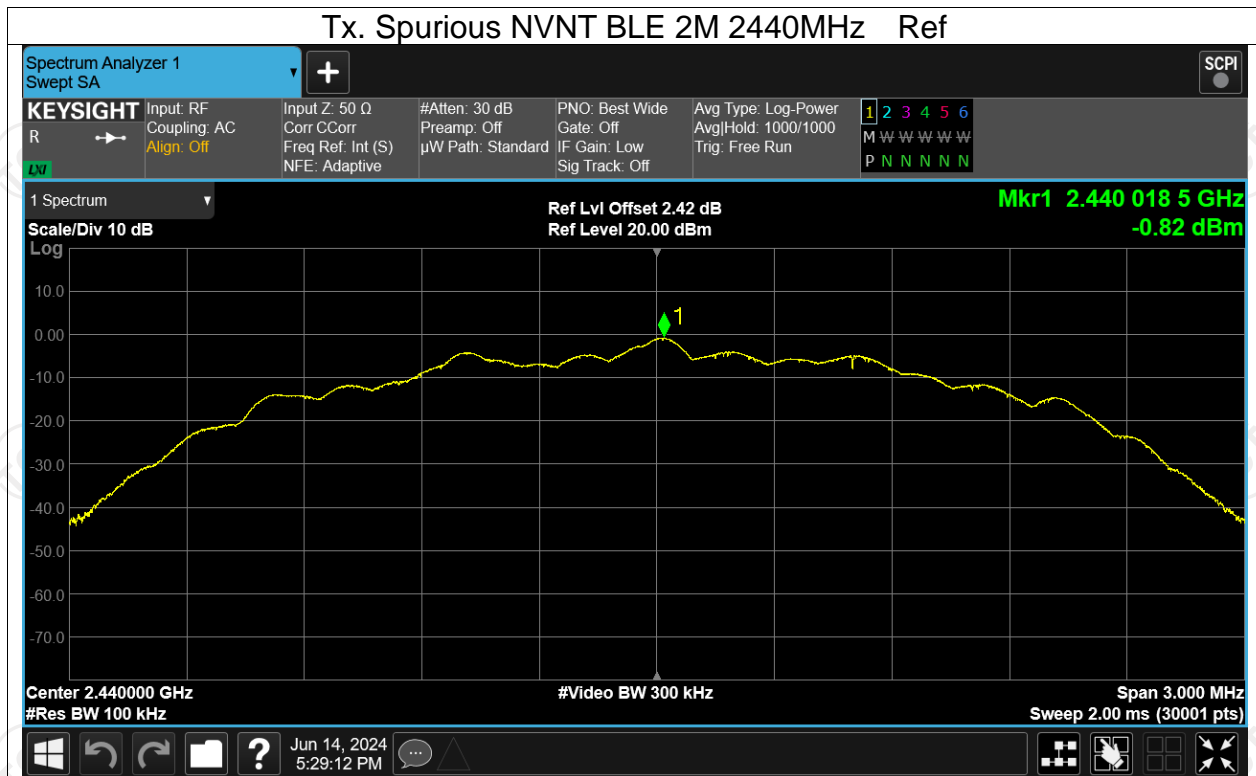 Tx. Spurious NVNT BLE 2M 2440MHz Ref
Spectrum Analyzer 1
Swept SA
SCPI
KEYSIGHT
R
LXI
Input: RF
Coupling: AC
Align: Off
Input Z: 50 Ω
Corr CCorr
Freq Ref: Int (S)
NFE: Adaptive
#Atten: 30 dB
Preamp: Off
µW Path: Standard
PNO: Best Wide
Gate: Off
IF Gain: Low
Sig Track: Off
Avg Type: Log-Power
Avg|Hold: 1000/1000
Trig: Free Run
1 2 3 4 5 6
M W W W W W
P N N N N N
1 Spectrum
Scale/Div 10 dB
Ref Lvl Offset 2.42 dB
Ref Level 20.00 dBm
Mkr1 2.440 018 5 GHz
-0.82 dBm
Log
10.0
0.00
-10.0
-20.0
-30.0
-40.0
-50.0
-60.0
-70.0
1
Center 2.440000 GHz
#Res BW 100 kHz
#Video BW 300 kHz
Span 3.000 MHz
Sweep 2.00 ms (30001 pts)
?
Jun 14, 2024
5:29:12 PM